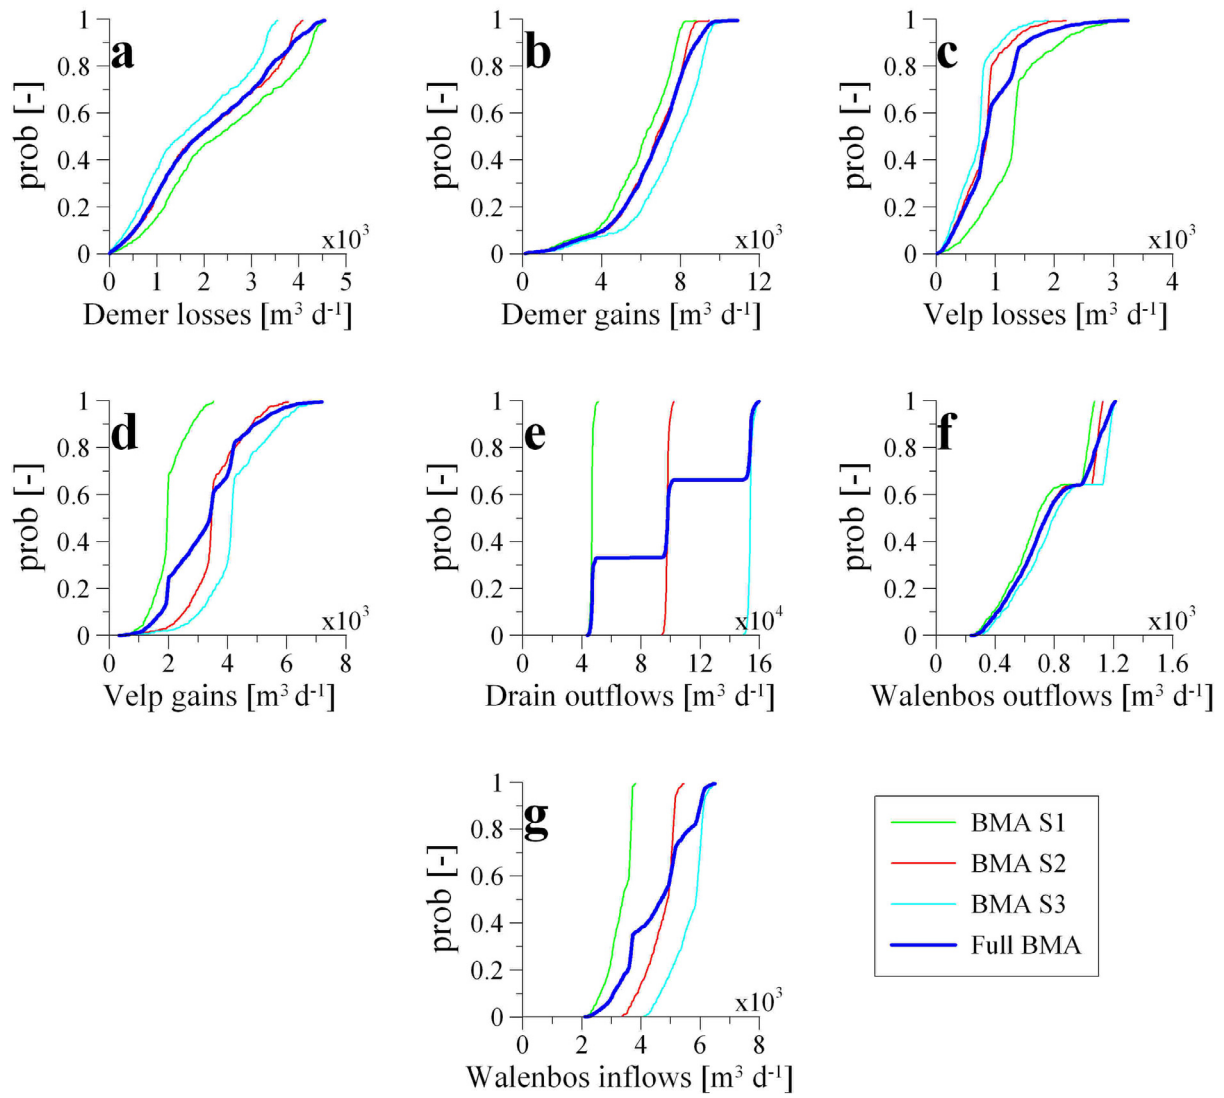 1 1 1
a b c
0.8 0.8 0.8
prob [-] prob [-] prob [-]
0.6 0.6 0.6
0.4 0.4 0.4
0.2 0.2 0.2
x10³ x10³ x10³
0 0 0
0 1 2 3 4 5 0 4 8 12 0 1 2 3 4
Demer losses [m³ d⁻¹] Demer gains [m³ d⁻¹] Velp losses [m³ d⁻¹]
1 1 1
d e f
0.8 0.8 0.8
prob [-] prob [-] prob [-]
0.6 0.6 0.6
0.4 0.4 0.4
0.2 0.2 0.2
x10³ x10⁴ x10³
0 0 0
0 2 4 6 8 0 4 8 12 16 0 0.4 0.8 1.2 1.6
Velp gains [m³ d⁻¹] Drain outflows [m³ d⁻¹] Walenbos outflows [m³ d⁻¹]
1
g
0.8
prob [-]
0.6
0.4
0.2
x10³
0
0 2 4 6 8
Walenbos inflows [m³ d⁻¹]
BMA S1
BMA S2
BMA S3
Full BMA